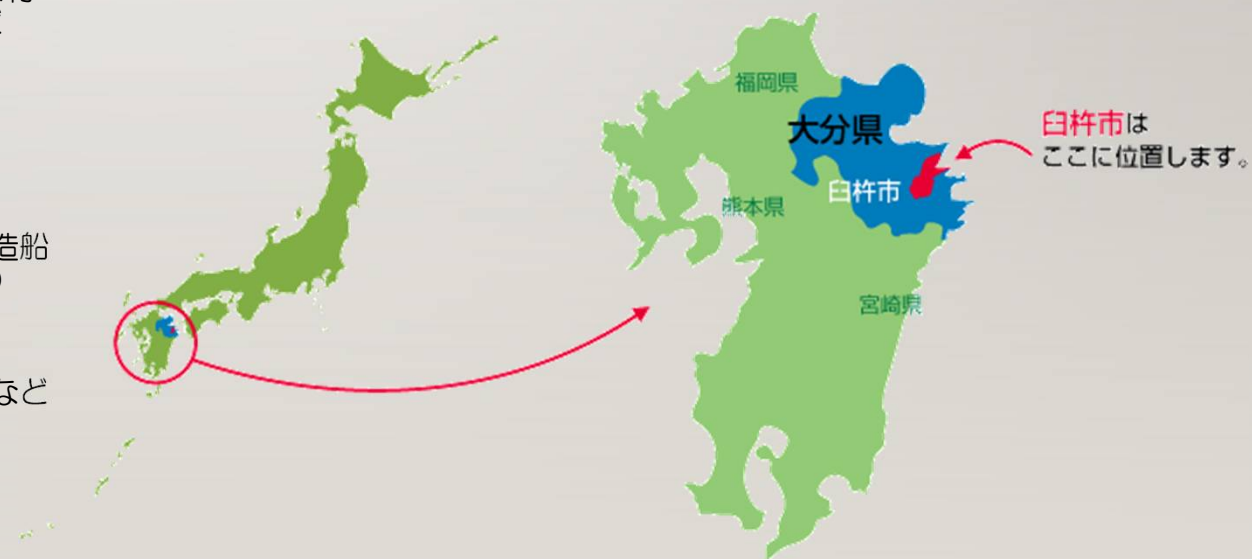 造船
など
福岡県
大分県
臼杵市
熊本県
宮崎県
臼杵市は
ここに位置します。